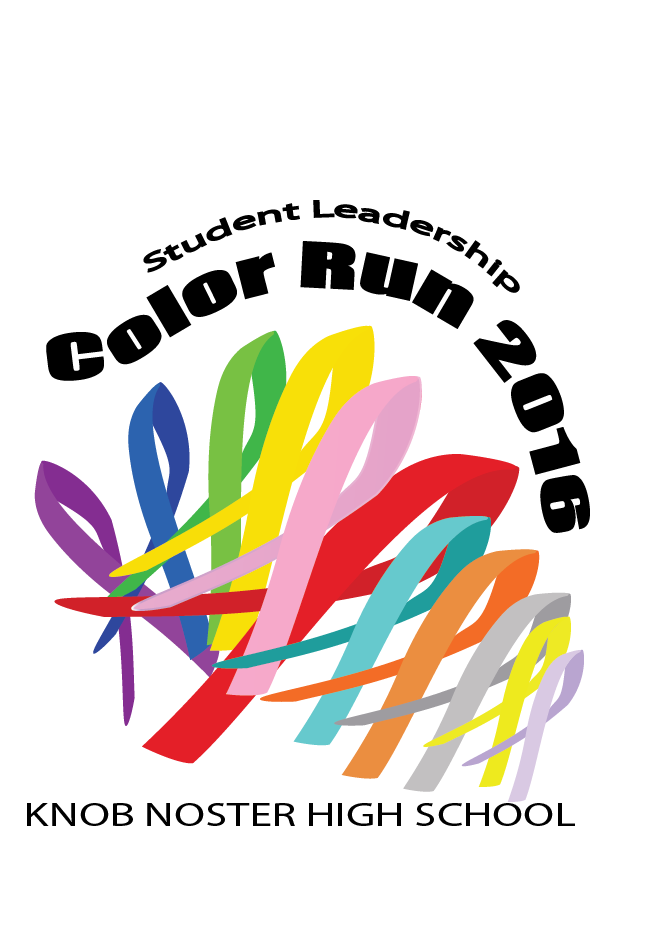 Student Leadership
Color Run 2016
KNOB NOSTER HIGH SCHOOL